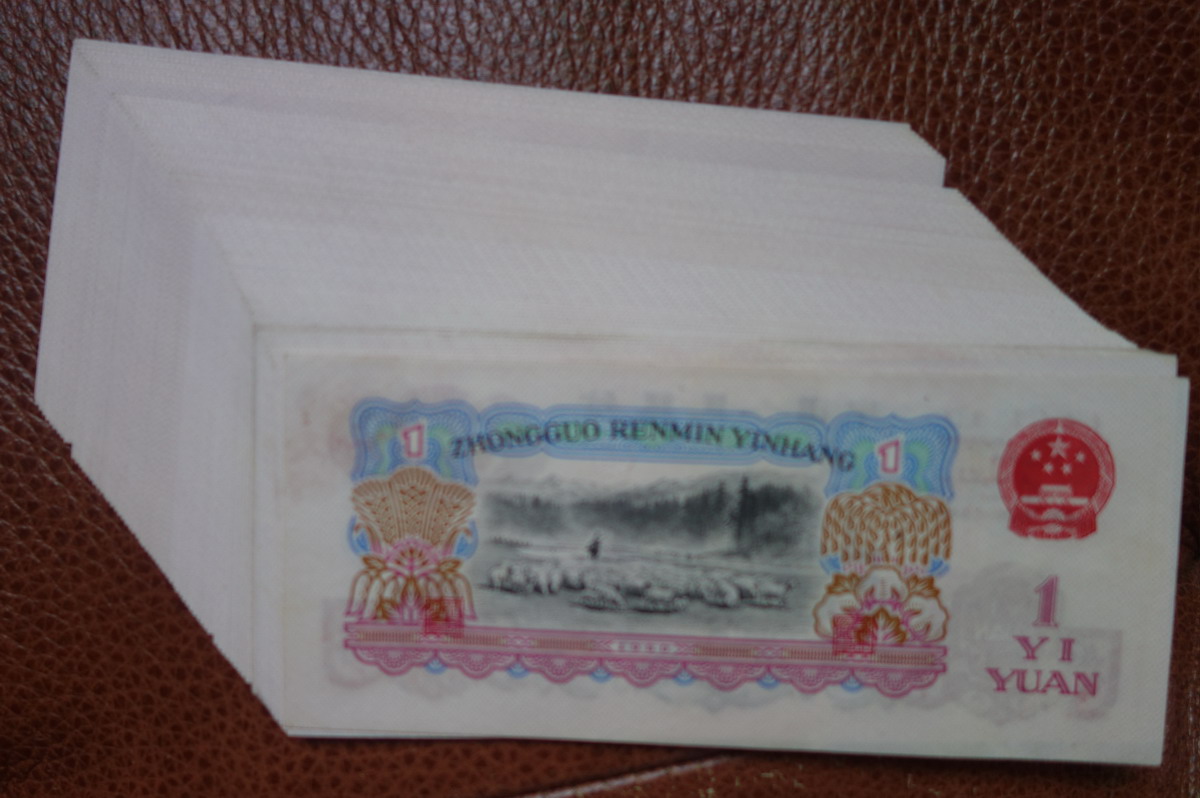 1 ZHONGGUO RENMIN YINHANG 1
1
YI
YUAN